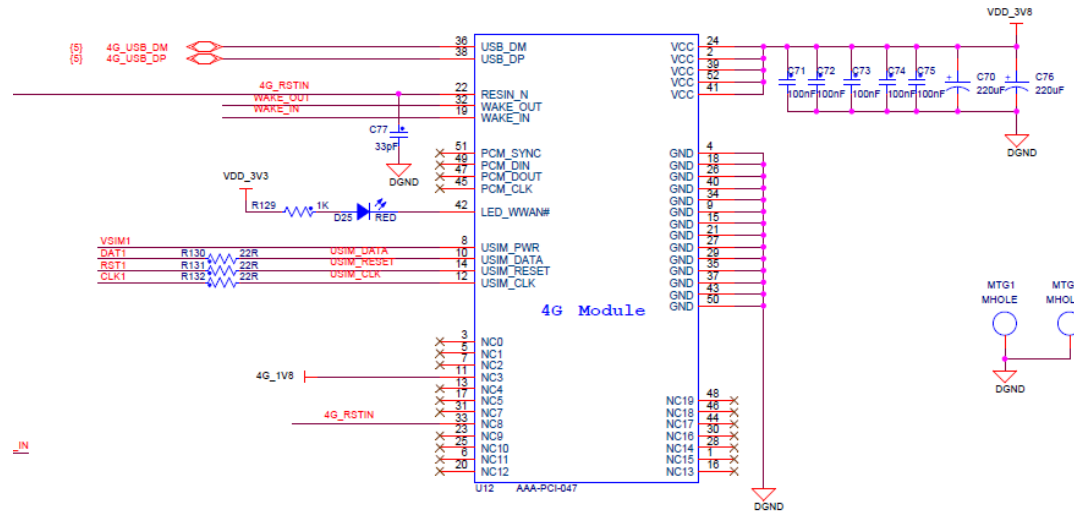 VDD_3V8
{5} 4G_USB_DM 36 USB_DM VCC 24
{5} 4G_USB_DP 38 USB_DP VCC 2
VCC 39
VCC 52
VCC 41
C71 C72 C73 C74 C75 C70 C76
100nF 100nF 100nF 100nF 100nF 220uF 220uF
4G_RSTIN 22 RESIN_N
WAKE_OUT 32 WAKE_OUT
WAKE_IN 19 WAKE_IN
C77
33pF
DGND
DGND
51 PCM_SYNC GND 4
49 PCM_DIN GND 18
47 PCM_DOUT GND 26
45 PCM_CLK GND 40
GND 34
VDD_3V3
R129 1K D25 RED 42 LED_WWAN# GND 9
GND 15
GND 21
VSIM1 8 USIM_PWR GND 27
DAT1 R130 22R USIM_DATA 10 USIM_DATA GND 29
RST1 R131 22R USIM_RESET 14 USIM_RESET GND 35
CLK1 R132 22R USIM_CLK 12 USIM_CLK GND 37
GND 43
GND 50
4G Module
MTG1 MTG
MHOLE MHOL
DGND
3 NC0
5 NC1
7 NC2
4G_1V8 11 NC3
13 NC4
17 NC5 NC19 48
31 NC7 NC18 46
4G_RSTIN 33 NC8 NC17 44
23 NC9 NC16 30
_IN 25 NC10 NC14 28
6 NC11 NC15 1
20 NC12 NC13 16
U12 AAA-PCI-047
DGND